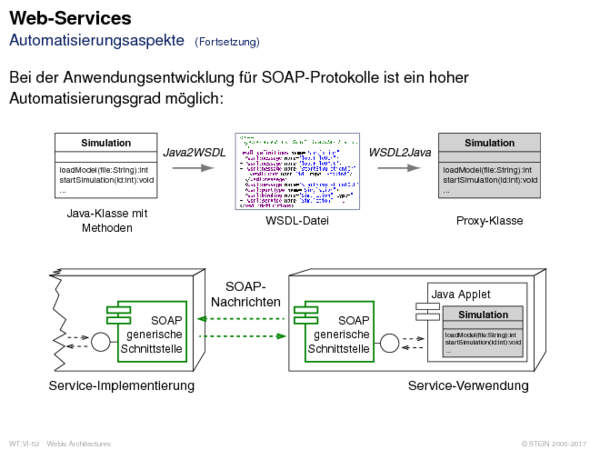 Web-Services
Automatisierungsaspekte (Fortsetzung)
Bei der Anwendungsentwicklung für SOAP-Protokolle ist ein hoher
Automatisierungsgrad möglich:
Simulation
loadModel(file:String):int
startSimulation(id:int):void
...
Java-Klasse mit
Methoden
Java2WSDL
WSDL-Datei
WSDL2Java
Simulation
loadModel(file:String):int
startSimulation(id:int):void
...
Proxy-Klasse
SOAP
generische
Schnittstelle
Service-Implementierung
SOAP-
Nachrichten
SOAP
generische
Schnittstelle
Java Applet
Simulation
loadModel(file:String):int
startSimulation(id:int):void
...
Service-Verwendung
WT:VI-52 Webis Architectures
© STEIN 2005-2017